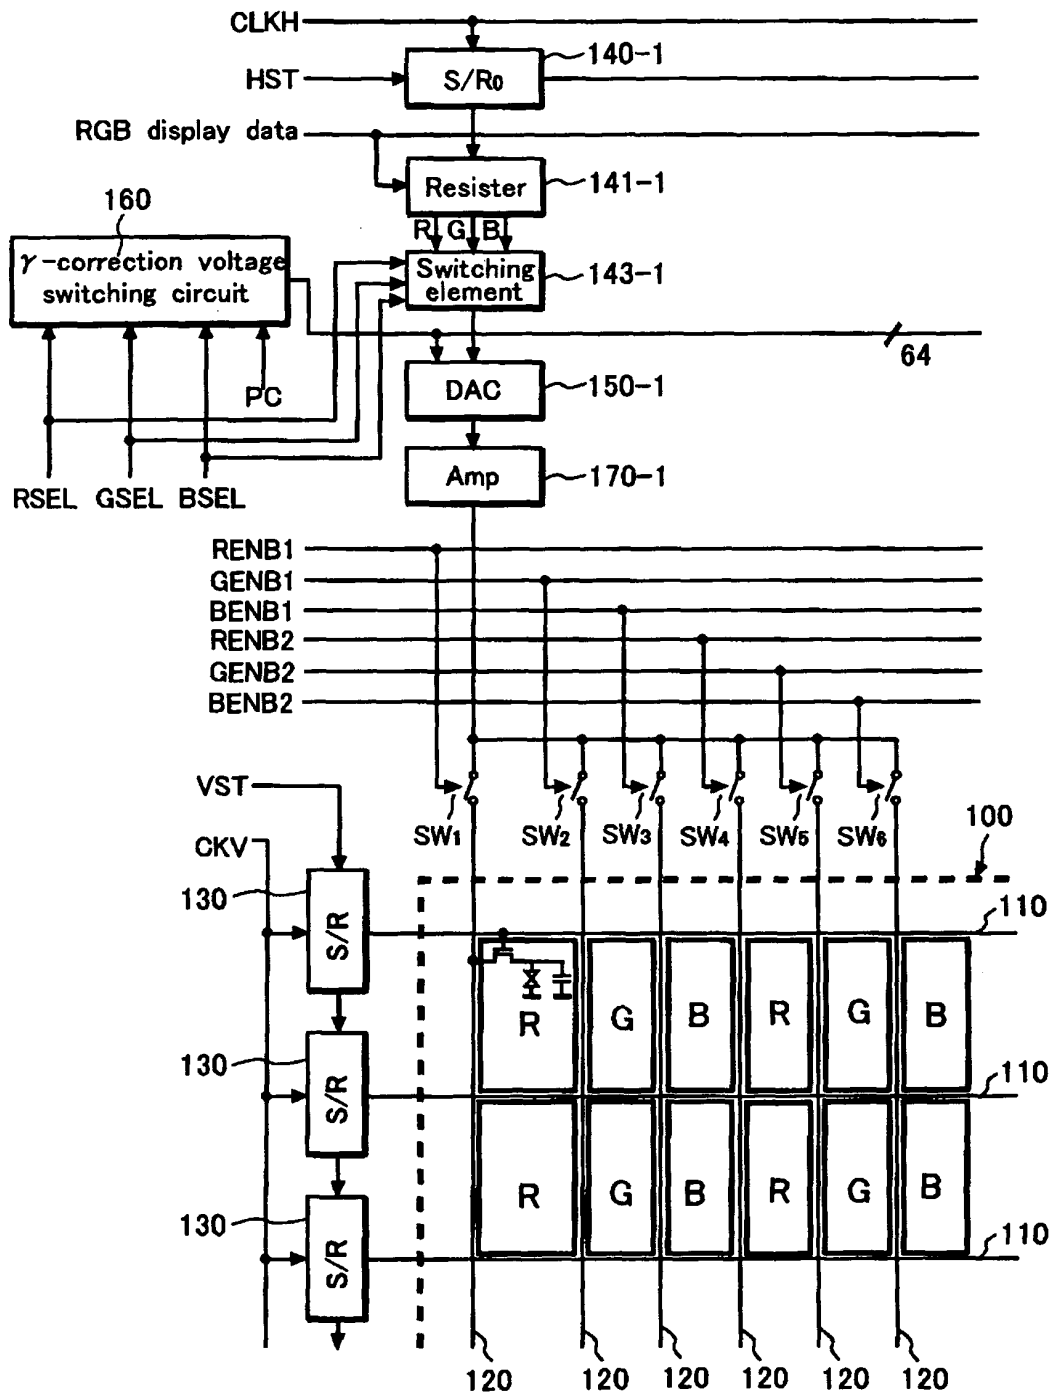 CLKH
140-1
HST
S/R0
RGB display data
Resister
141-1
160
R G B
γ-correction voltage
switching circuit
Switching
element
143-1
64
PC
DAC
150-1
Amp
170-1
RSEL GSEL BSEL
RENB1
GENB1
BENB1
RENB2
GENB2
BENB2
VST
SW1 SW2 SW3 SW4 SW5 SW6
100
CKV
130
S/R
110
R G B R G B
130
S/R
110
R G B R G B
130
S/R
110
120 120 120 120 120 120